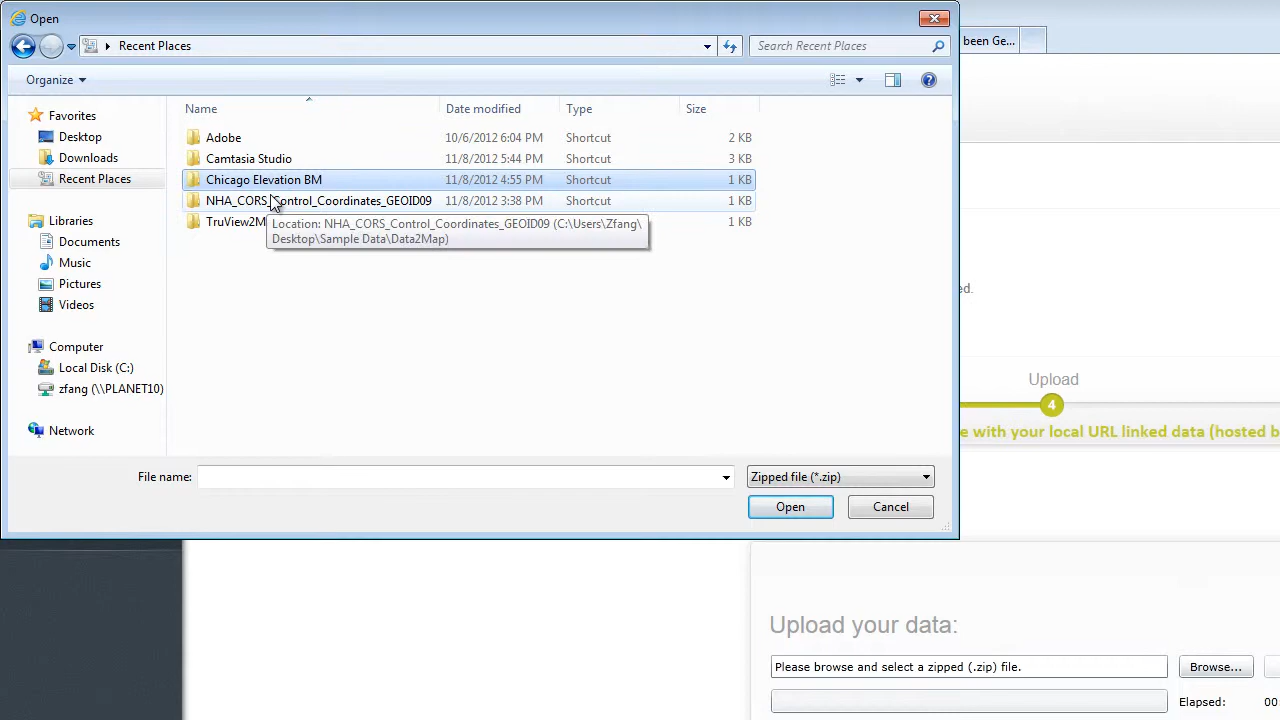 Open
been Ge...
Recent Places
Search Recent Places
Organize
Name
Date modified
Type
Size
Favorites
Desktop
Downloads
Recent Places
Libraries
Documents
Music
Pictures
Videos
Computer
Local Disk (C:)
zfang (\\PLANET10)
Network
Adobe 10/6/2012 6:04 PM Shortcut 2 KB
Camtasia Studio 11/8/2012 5:44 PM Shortcut 3 KB
Chicago Elevation BM 11/8/2012 4:55 PM Shortcut 1 KB
NHA_CORS_Control_Coordinates_GEOID09 11/8/2012 3:38 PM Shortcut 1 KB
TruView2M 1 KB
Location: NHA_CORS_Control_Coordinates_GEOID09 (C:\Users\Zfang\
Desktop\Sample Data\Data2Map)
File name:
Zipped file (*.zip)
Open
Cancel
ed.
Upload
4
e with your local URL linked data (hosted b
Upload your data:
Please browse and select a zipped (.zip) file.
Browse...
Elapsed: 00